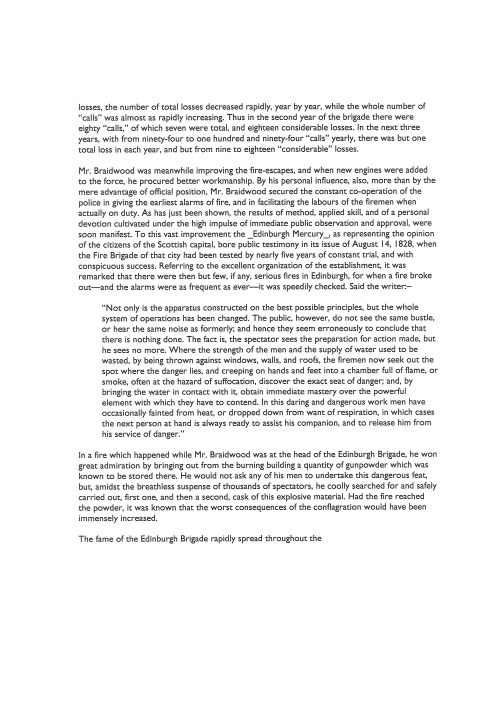 losses, the number of total losses decreased rapidly, year by year, while the whole number of
“calls” was almost as rapidly increasing. Thus in the second year of the brigade there were
eighty “calls,” of which seven were total, and eighteen considerable losses. In the next three
years, with from ninety-four to one hundred and ninety-four “calls” yearly, there was but one
total loss in each year, and but from nine to eighteen “considerable” losses.

Mr. Braidwood was meanwhile improving the fire-escapes, and when new engines were added
to the force, he procured better workmanship. By his personal influence, also, more than by the
mere advantage of official position, Mr. Braidwood secured the constant co-operation of the
police in giving the earliest alarms of fire, and in facilitating the labours of the firemen when
actually on duty. As has just been shown, the results of method, applied skill, and of a personal
devotion cultivated under the high impulse of immediate public observation and approval, were
soon manifest. To this vast improvement the _Edinburgh Mercury_, as representing the opinion
of the citizens of the Scottish capital, bore public testimony in its issue of August 14, 1828, when
the Fire Brigade of that city had been tested by nearly five years of constant trial, and with
conspicuous success. Referring to the excellent organization of the establishment, it was
remarked that there were then but few, if any, serious fires in Edinburgh, for when a fire broke
out—and the alarms were as frequent as ever—it was speedily checked. Said the writer:–

“Not only is the apparatus constructed on the best possible principles, but the whole
system of operations has been changed. The public, however, do not see the same bustle,
or hear the same noise as formerly; and hence they seem erroneously to conclude that
there is nothing done. The fact is, the spectator sees the preparation for action made, but
he sees no more. Where the strength of the men and the supply of water used to be
wasted, by being thrown against windows, walls, and roofs, the firemen now seek out the
spot where the danger lies, and creeping on hands and feet into a chamber full of flame, or
smoke, often at the hazard of suffocation, discover the exact seat of danger; and, by
bringing the water in contact with it, obtain immediate mastery over the powerful
element with which they have to contend. In this daring and dangerous work men have
occasionally fainted from heat, or dropped down from want of respiration, in which cases
the next person at hand is always ready to assist his companion, and to release him from
his service of danger.”

In a fire which happened while Mr. Braidwood was at the head of the Edinburgh Brigade, he won
great admiration by bringing out from the burning building a quantity of gunpowder which was
known to be stored there. He would not ask any of his men to undertake this dangerous feat,
but, amidst the breathless suspense of thousands of spectators, he coolly searched for and safely
carried out, first one, and then a second, cask of this explosive material. Had the fire reached
the powder, it was known that the worst consequences of the conflagration would have been
immensely increased.

The fame of the Edinburgh Brigade rapidly spread throughout the